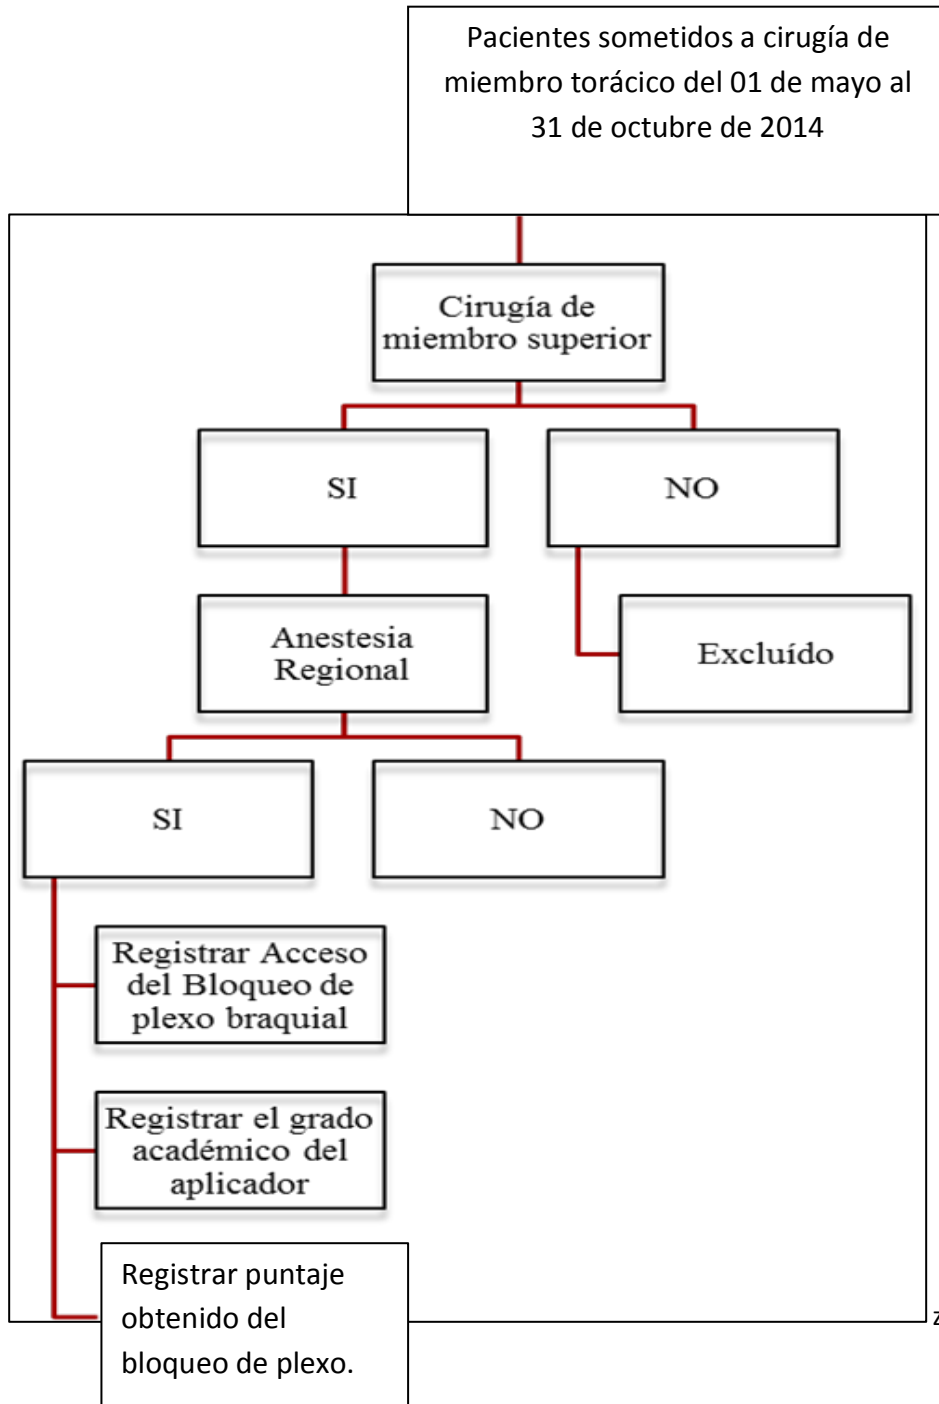 Pacientes sometidos a cirugía de
miembro torácico del 01 de mayo al
31 de octubre de 2014
Cirugía de
miembro superior
SI
NO
Anestesia
Regional
Excluído
SI
NO
Registrar Acceso
del Bloqueo de
plexo braquial
Registrar el grado
académico del
aplicador
Registrar puntaje
obtenido del
bloqueo de plexo.
z